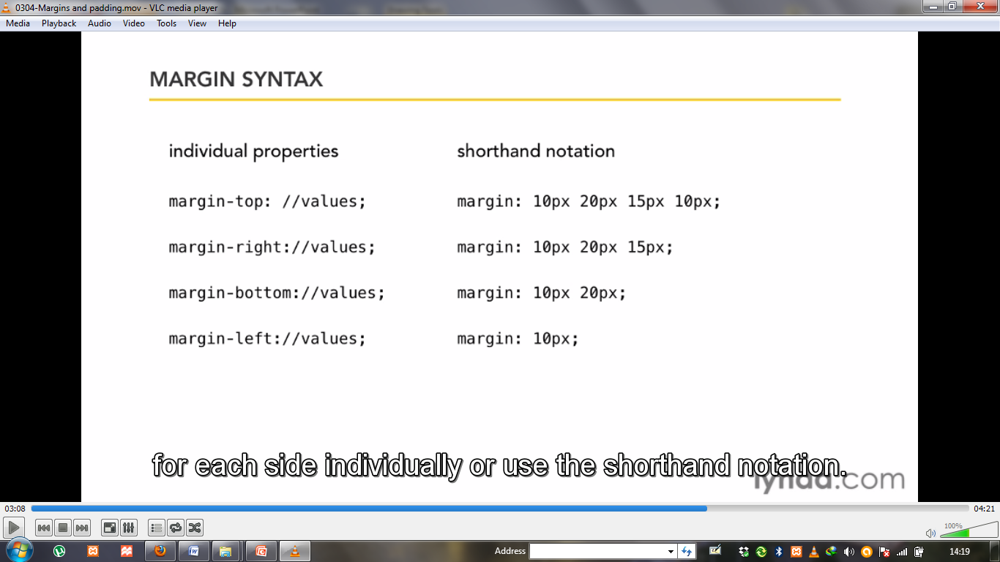 0304-Margins and padding.mov - VLC media player
Media Playback Audio Video Tools View Help
MARGIN SYNTAX
individual properties
shorthand notation
margin-top: //values;
margin: 10px 20px 15px 10px;
margin-right://values;
margin: 10px 20px 15px;
margin-bottom://values;
margin: 10px 20px;
margin-left://values;
margin: 10px;
for each side individually or use the shorthand notation.
lynda.com
03:08
04:21
100%
Address
14:19